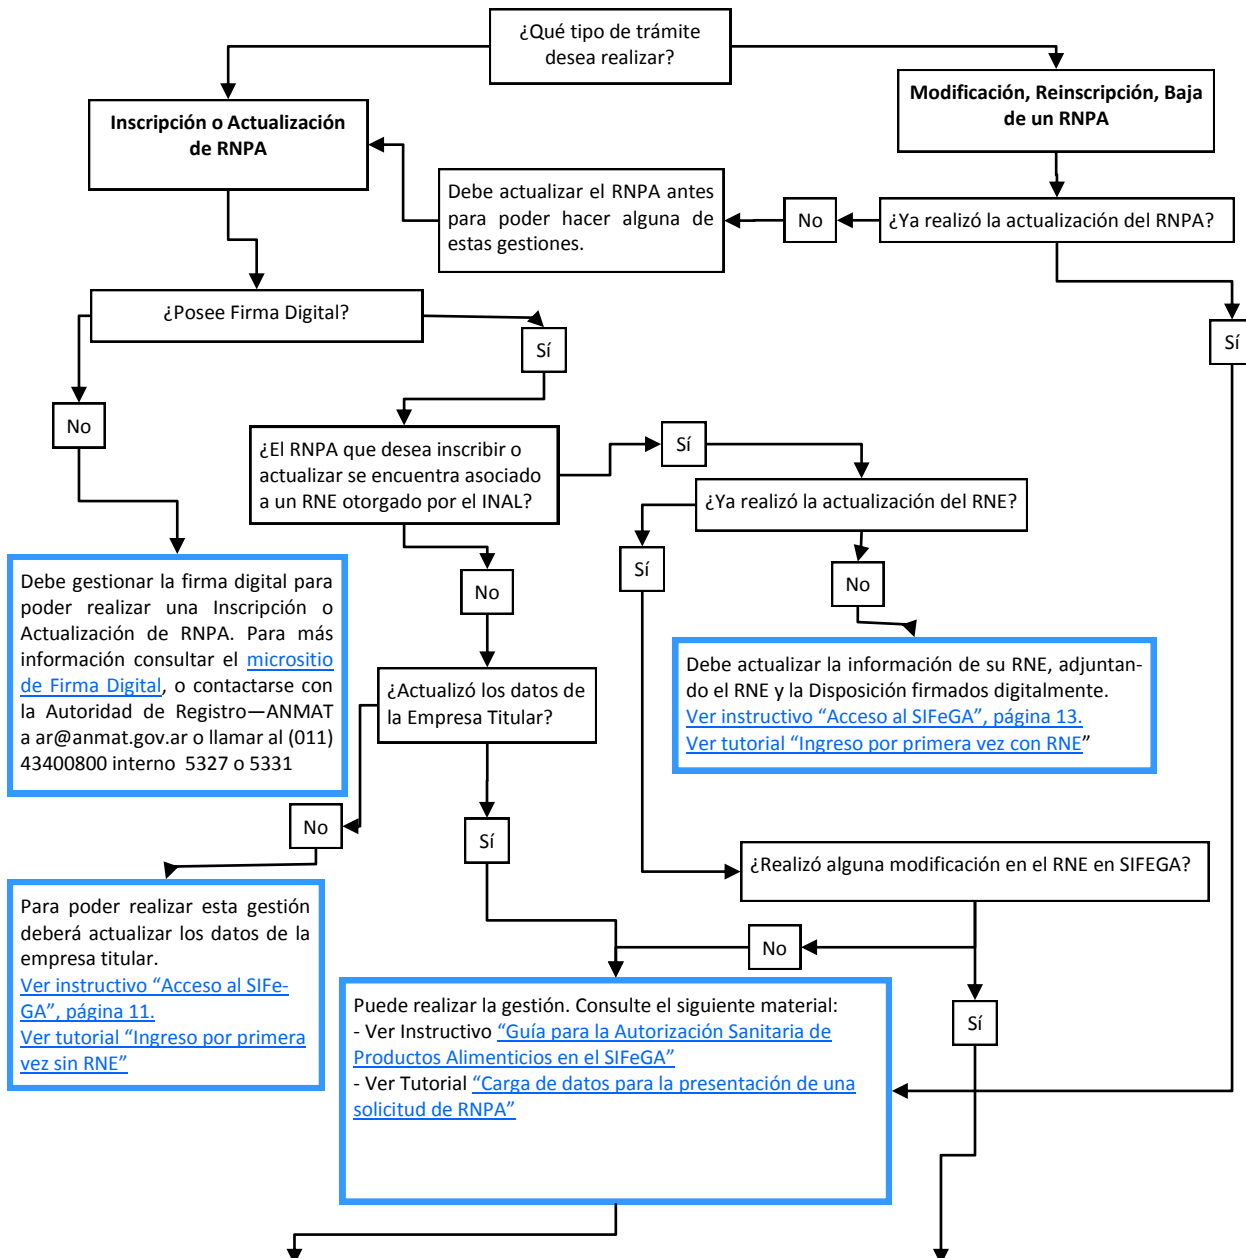 ¿Qué tipo de trámite
desea realizar?
Inscripción o Actualización
de RNPA
Modificación, Reinscripción, Baja
de un RNPA
Debe actualizar el RNPA antes
para poder hacer alguna de
estas gestiones.
No
¿Ya realizó la actualización del RNPA?
¿Posee Firma Digital?
Sí
Sí
No
¿El RNPA que desea inscribir o
actualizar se encuentra asociado
a un RNE otorgado por el INAL?
Sí
¿Ya realizó la actualización del RNE?
Sí
No
No
Debe gestionar la firma digital para
poder realizar una Inscripción o
Actualización de RNPA. Para más
información consultar el micrositio
de Firma Digital, o contactarse con
la Autoridad de Registro—ANMAT
a ar@anmat.gov.ar o llamar al (011)
43400800 interno 5327 o 5331
Debe actualizar la información de su RNE, adjuntan-
do el RNE y la Disposición firmados digitalmente.
Ver instructivo “Acceso al SIFeGA”, página 13.
Ver tutorial “Ingreso por primera vez con RNE”
¿Actualizó los datos de
la Empresa Titular?
No
Sí
¿Realizó alguna modificación en el RNE en SIFEGA?
Para poder realizar esta gestión
deberá actualizar los datos de la
empresa titular.
Ver instructivo “Acceso al SIFe-
GA”, página 11.
Ver tutorial “Ingreso por primera
vez sin RNE”
No
Sí
Puede realizar la gestión. Consulte el siguiente material:
- Ver Instructivo “Guía para la Autorización Sanitaria de
Productos Alimenticios en el SIFeGA”
- Ver Tutorial “Carga de datos para la presentación de una
solicitud de RNPA”